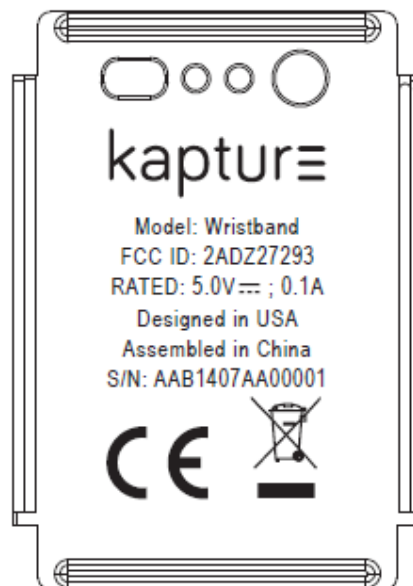 kapture
Model: Wristband
FCC ID: 2ADZ27293
RATED: 5.0V⎓ ; 0.1A
Designed in USA
Assembled in China
S/N: AAB1407AA00001
CE